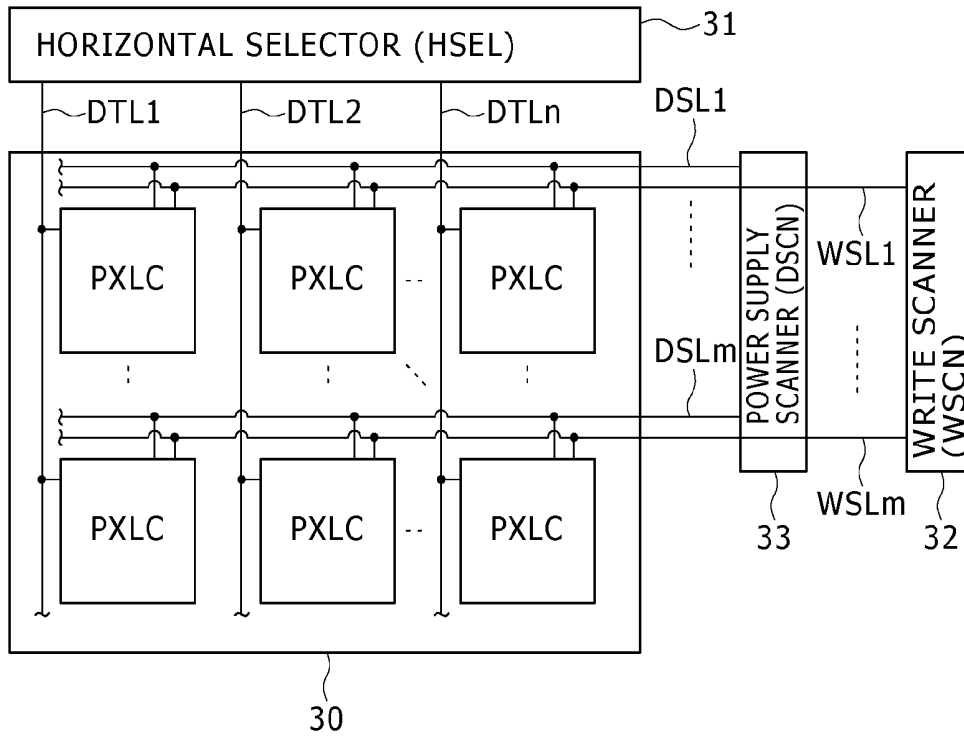 HORIZONTAL SELECTOR (HSEL)
31
DTL1
DTL2
DTLn
DSL1
PXLC
PXLC
PXLC
WSL1
POWER SUPPLY
SCANNER (DSCN)
WRITE SCANNER
(WSCN)
DSLm
PXLC
PXLC
PXLC
WSLm
33
32
30